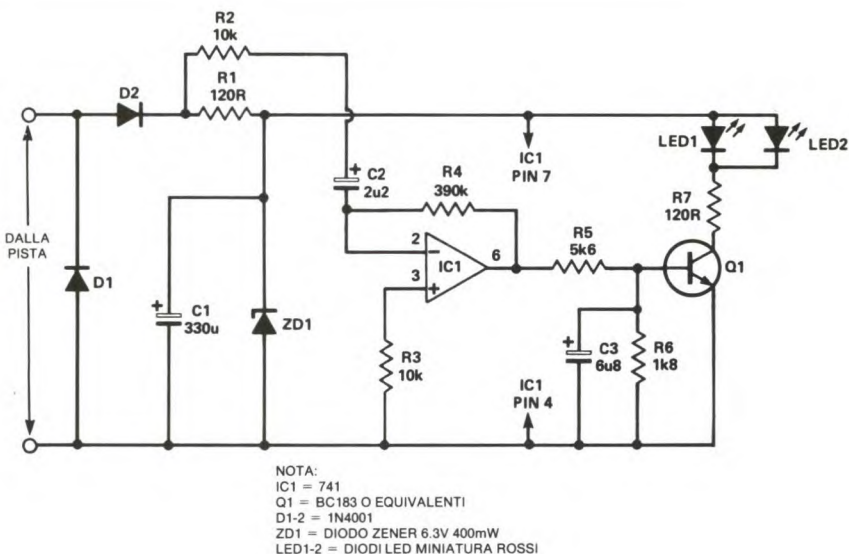 R2
10k
R1
120R
D2
LED1
LED2
IC1
PIN 7
C2
2u2
+
R4
390k
R7
120R
DALLA
PISTA
D1
+
C1
330u
ZD1
2
−
3
+
IC1
6
R5
5k6
Q1
R3
10k
+
C3
6u8
R6
1k8
IC1
PIN 4
NOTA:
IC1 = 741
Q1 = BC183 O EQUIVALENTI
D1-2 = 1N4001
ZD1 = DIODO ZENER 6.3V 400mW
LED1-2 = DIODI LED MINIATURA ROSSI